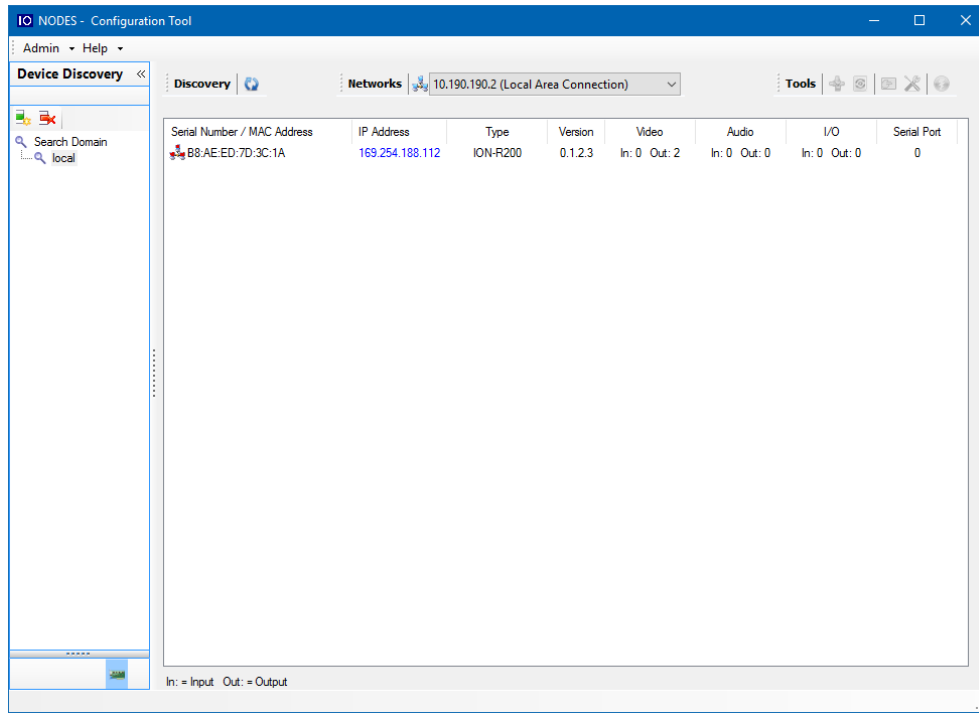 IO NODES - Configuration Tool
Admin Help
Device Discovery «
Discovery Networks 10.190.190.2 (Local Area Connection) Tools
Search Domain
local
Serial Number / MAC Address IP Address Type Version Video Audio I/O Serial Port
B8:AE:ED:7D:3C:1A 169.254.188.112 ION-R200 0.1.2.3 In: 0 Out: 2 In: 0 Out: 0 In: 0 Out: 0 0
In: = Input Out: = Output